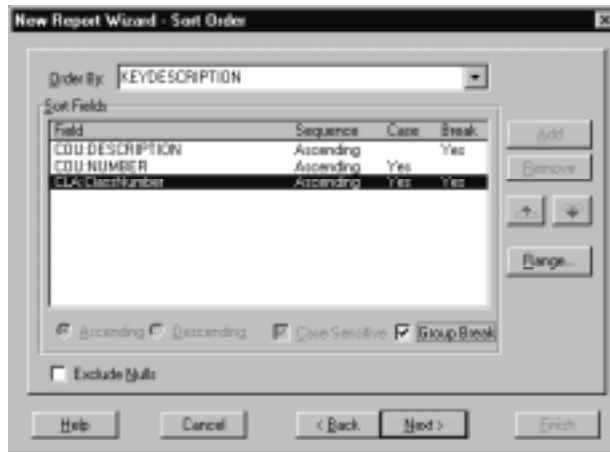 New Report Wizard - Sort Order
Order By: KEYDESCRIPTION
Sort Fields
Field Sequence Case Break
COU:DESCRIPTION Ascending Yes
COU:NUMBER Ascending Yes
CLA:ClassNumber Ascending Yes Yes
Add
Remove
Range...
Ascending Descending Case Sensitive Group Break
Exclude Nulls
Help Cancel < Back Next > Finish